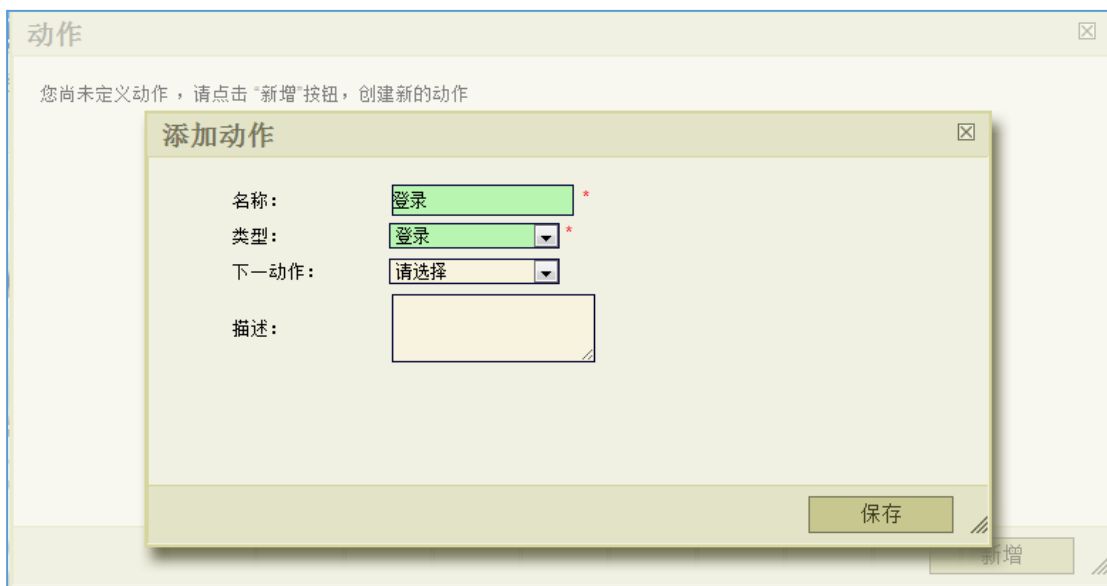 动作
您尚未定义动作，请点击 "新增"按钮，创建新的动作
添加动作
名称： 登录 *
类型： 登录 *
下一动作： 请选择
描述：
保存
新增